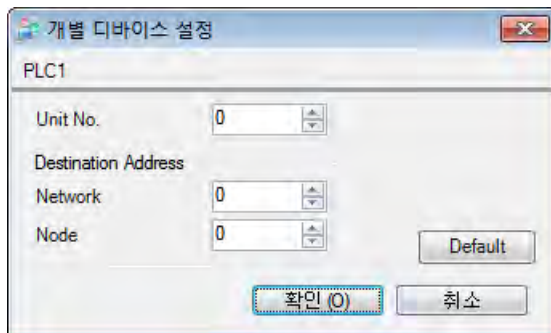 개별 디바이스 설정
PLC1
Unit No. 0
Destination Address
Network 0
Node 0
Default
확인 (O) 취소